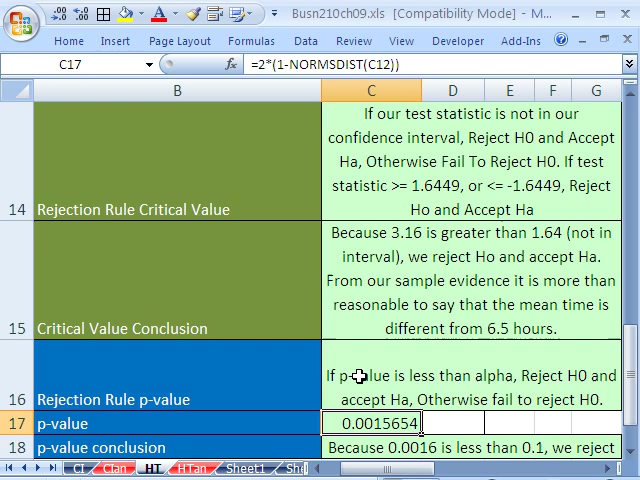 Busn210ch09.xls [Compatibility Mode] - M...
Home Insert Page Layout Formulas Data Review View Developer Add-Ins
C17 fx =2*(1-NORMSDIST(C12))
B C D E F G
If our test statistic is not in our
confidence interval, Reject H0 and Accept
Ha, Otherwise Fail To Reject H0. If test
statistic >= 1.6449, or <= -1.6449, Reject
14 Rejection Rule Critical Value Ho and Accept Ha
Because 3.16 is greater than 1.64 (not in
interval), we reject Ho and accept Ha.
From our sample evidence it is more than
reasonable to say that the mean time is
15 Critical Value Conclusion different from 6.5 hours.
If p-value is less than alpha, Reject H0 and
16 Rejection Rule p-value accept Ha, Otherwise fail to reject H0.
17 p-value 0.0015654
18 p-value conclusion Because 0.0016 is less than 0.1, we reject
CI CIan HT HTan Sheet1 She